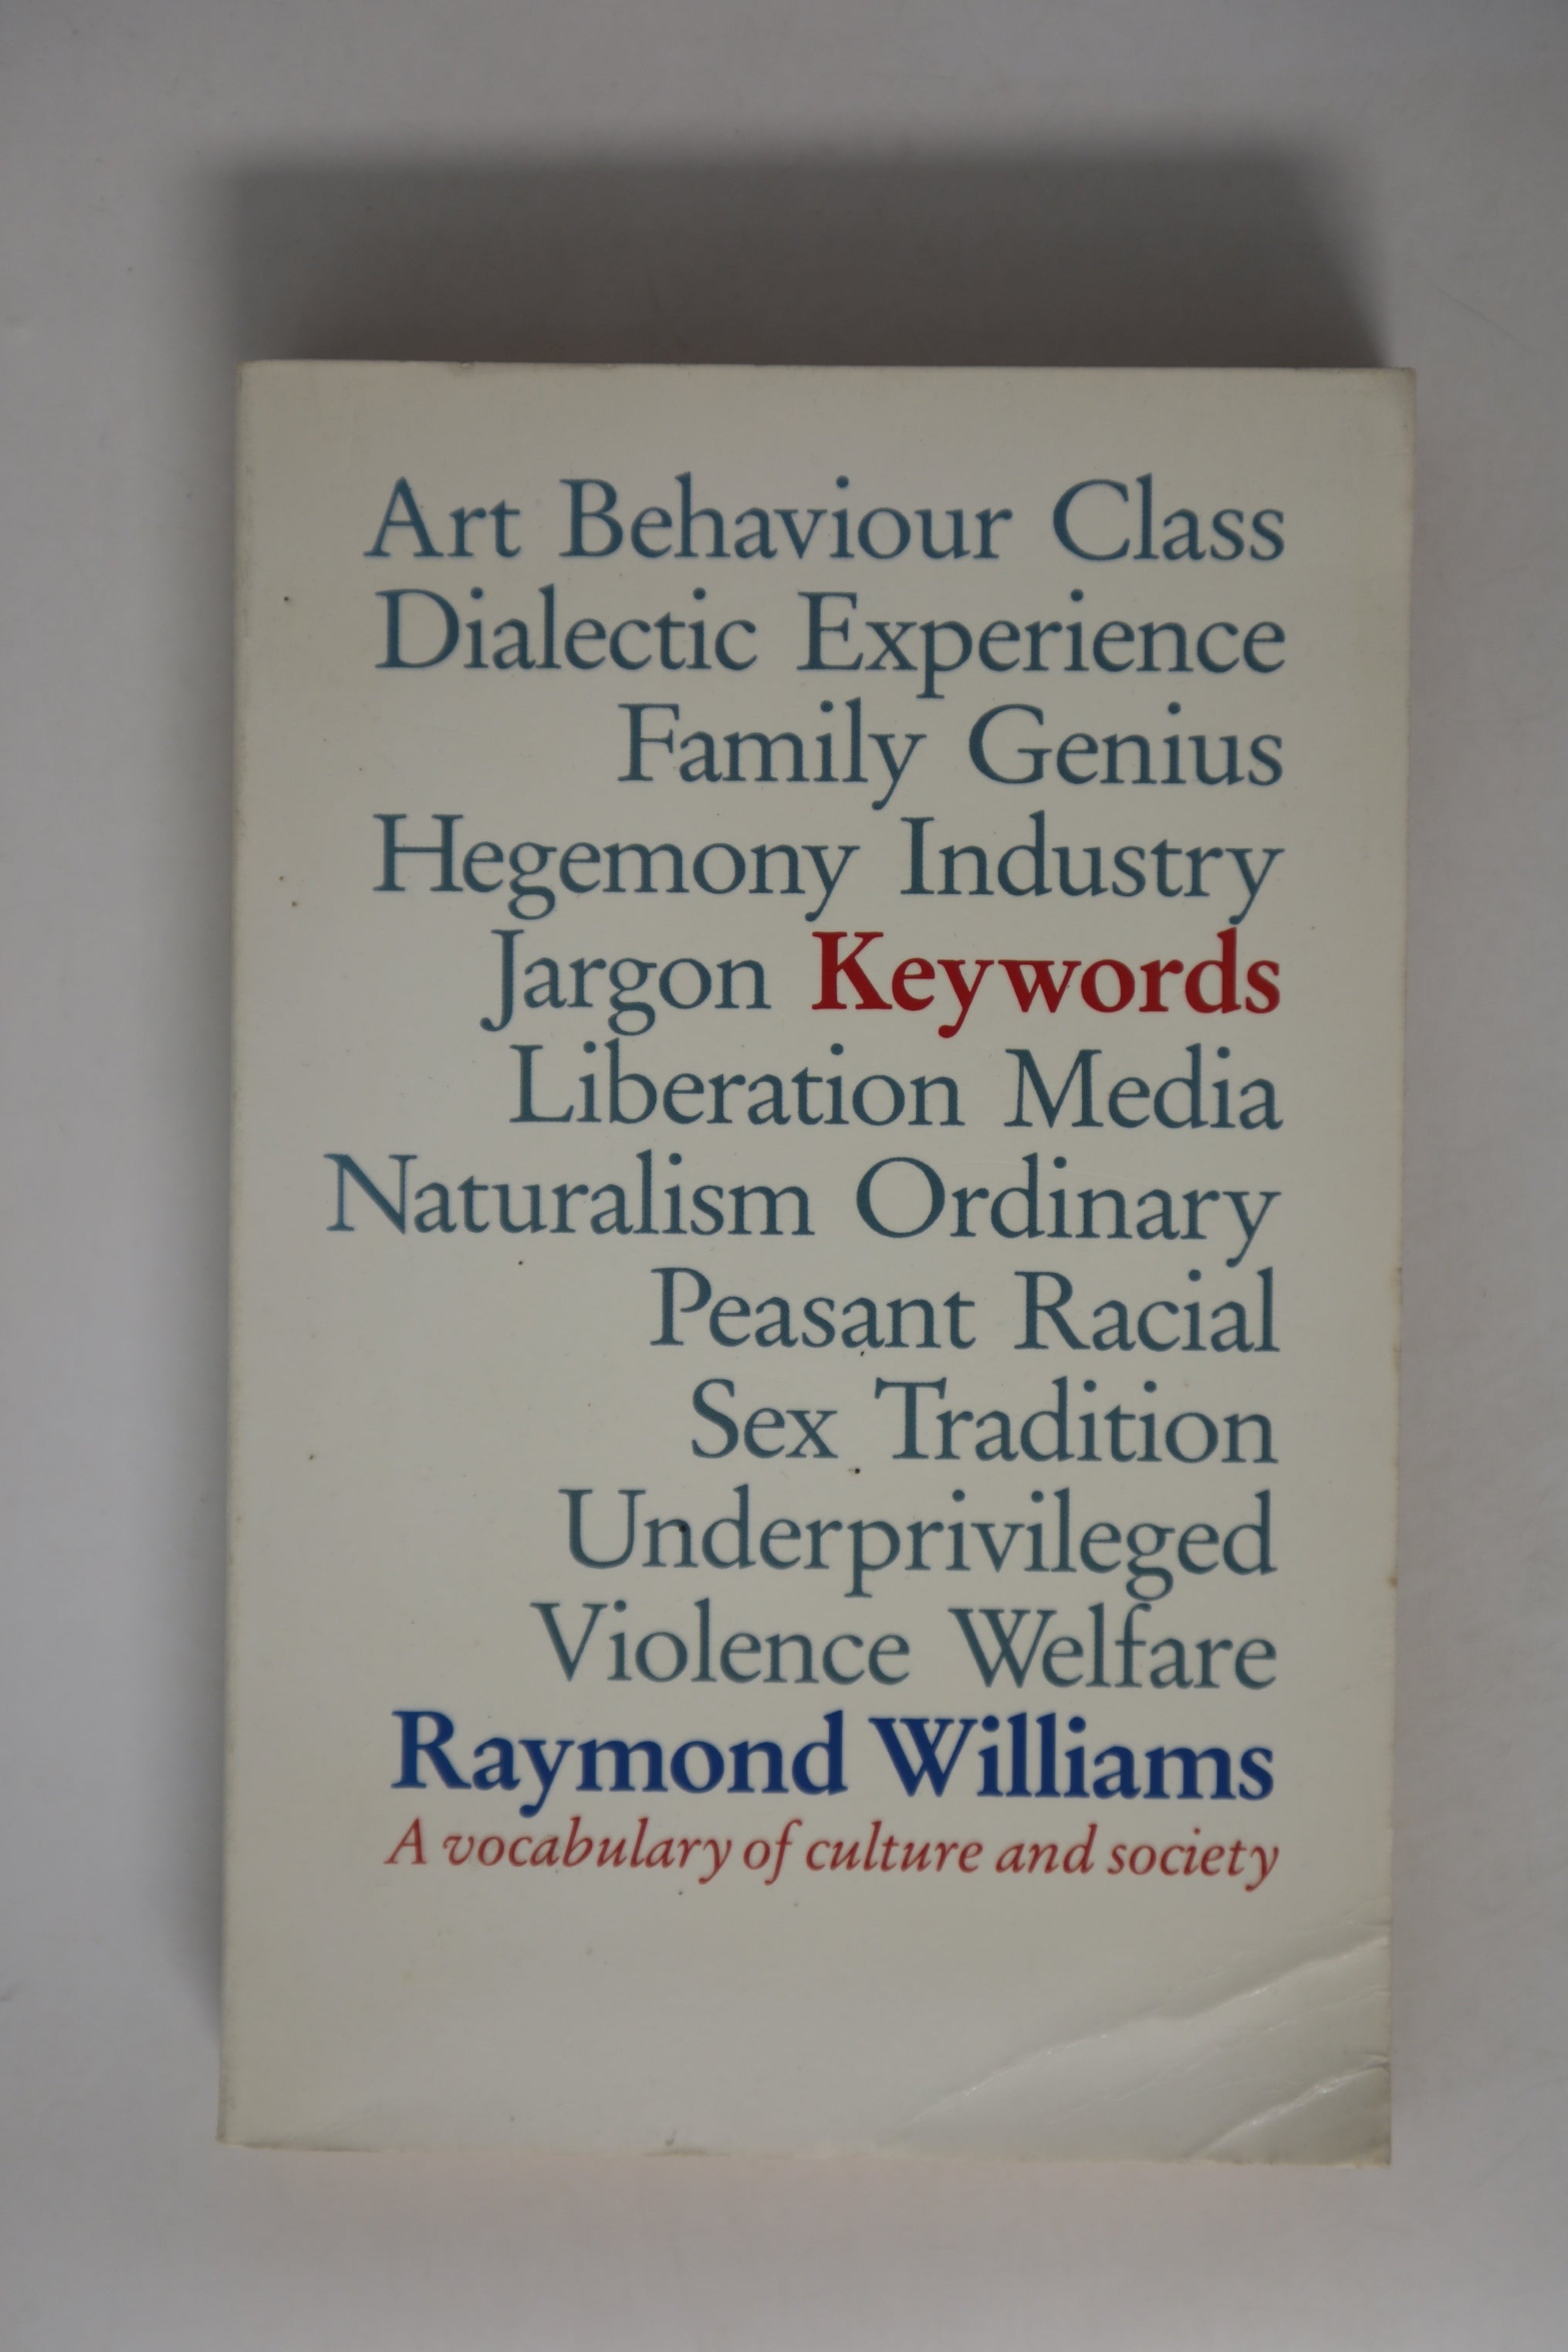 Art Behaviour Class
Dialectic Experience
Family Genius
Hegemony Industry
Jargon Keywords
Liberation Media
Naturalism Ordinary
Peasant Racial
Sex Tradition
Underprivileged
Violence Welfare
Raymond Williams
A vocabulary of culture and society